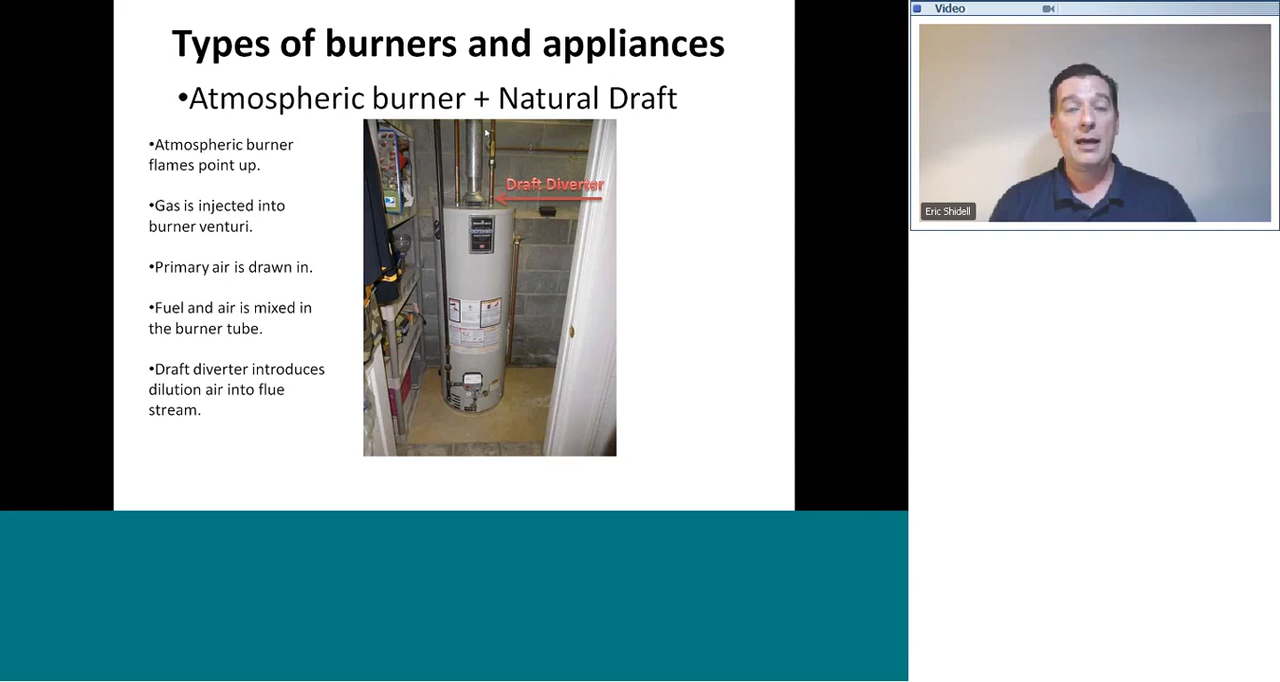 Types of burners and appliances
•Atmospheric burner + Natural Draft
•Atmospheric burner
flames point up.
•Gas is injected into
burner venturi.
•Primary air is drawn in.
•Fuel and air is mixed in
the burner tube.
•Draft diverter introduces
dilution air into flue
stream.
Draft Diverter
Video
Eric Shidell